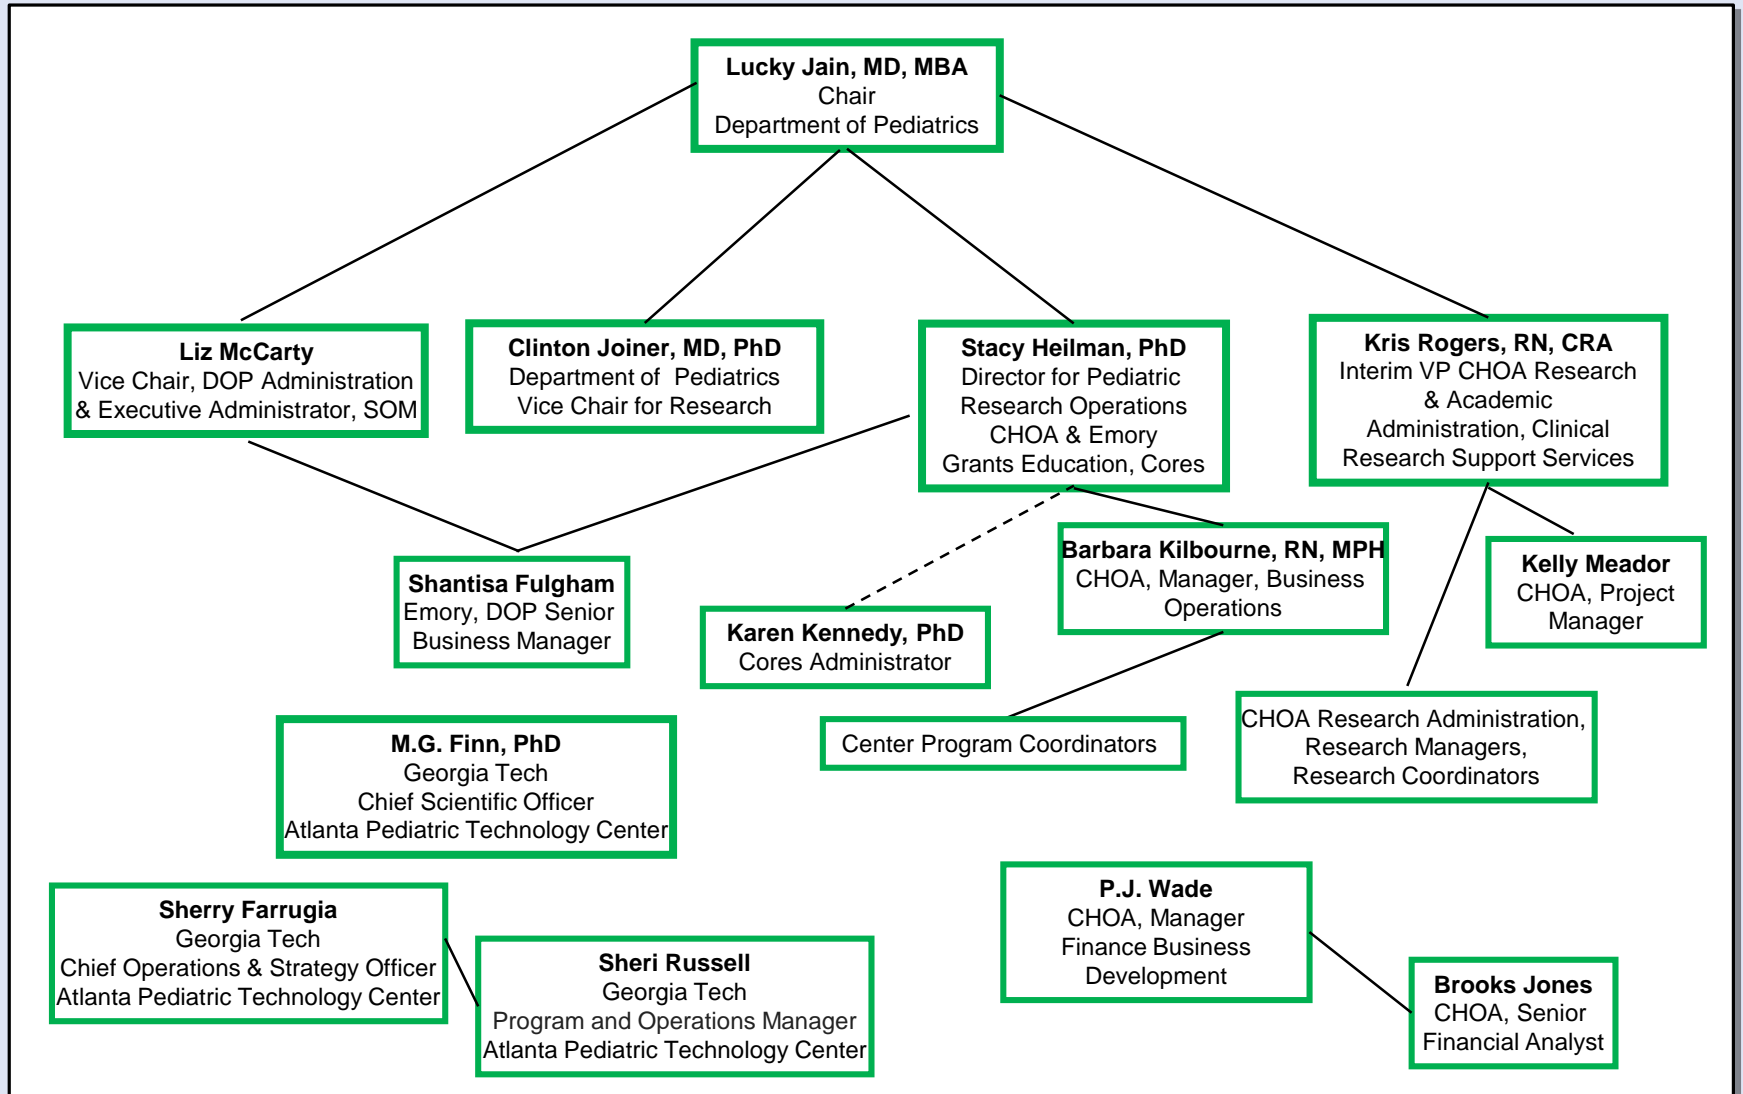 Lucky Jain, MD, MBA
Chair
Department of Pediatrics
Liz McCarty
Vice Chair, DOP Administration
& Executive Administrator, SOM
Clinton Joiner, MD, PhD
Department of Pediatrics
Vice Chair for Research
Stacy Heilman, PhD
Director for Pediatric
Research Operations
CHOA & Emory
Grants Education, Cores
Kris Rogers, RN, CRA
Interim VP CHOA Research
& Academic
Administration, Clinical
Research Support Services
Shantisa Fulgham
Emory, DOP Senior
Business Manager
Karen Kennedy, PhD
Cores Administrator
Barbara Kilbourne, RN, MPH
CHOA, Manager, Business
Operations
Kelly Meador
CHOA, Project
Manager
Center Program Coordinators
CHOA Research Administration,
Research Managers,
Research Coordinators
M.G. Finn, PhD
Georgia Tech
Chief Scientific Officer
Atlanta Pediatric Technology Center
Sherry Farrugia
Georgia Tech
Chief Operations & Strategy Officer
Atlanta Pediatric Technology Center
Sheri Russell
Georgia Tech
Program and Operations Manager
Atlanta Pediatric Technology Center
P.J. Wade
CHOA, Manager
Finance Business
Development
Brooks Jones
CHOA, Senior
Financial Analyst